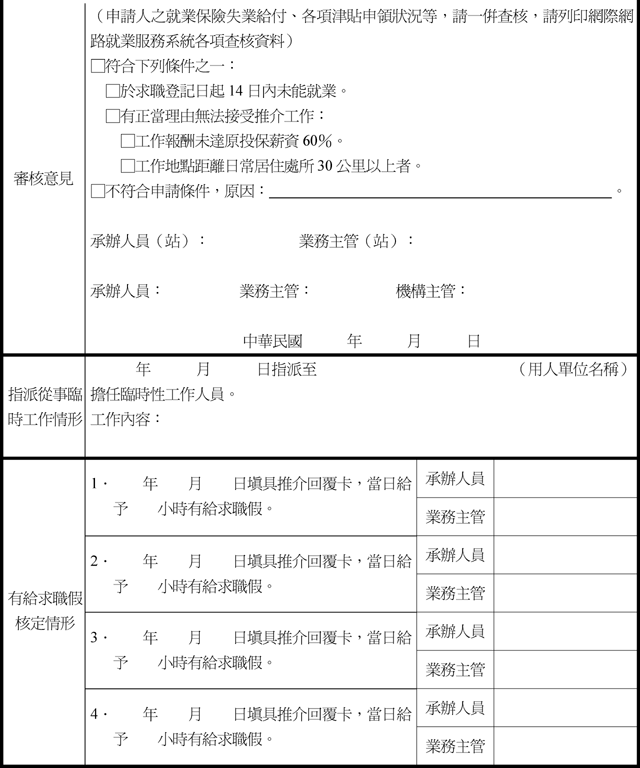 （申請人之就業保險失業給付、各項津貼申領狀況等，請一併查核，請列印網際網
路就業服務系統各項查核資料）
□符合下列條件之一：
□於求職登記日起 14 日內未能就業。
□有正當理由無法接受推介工作：
□工作報酬未達原投保薪資 60%。
□工作地點距離日常居住處所 30 公里以上者。
審核意見
□不符合申請條件，原因：。
承辦人員（站）： 業務主管（站）：
承辦人員： 業務主管： 機構主管：
中華民國 年 月 日
年 月 日指派至 （用人單位名稱）
指派從事臨
時工作情形
擔任臨時性工作人員。
工作內容：
有給求職假
核定情形
1． 年 月 日填具推介回覆卡，當日給
予 小時有給求職假。
承辦人員
業務主管
2． 年 月 日填具推介回覆卡，當日給
予 小時有給求職假。
承辦人員
業務主管
3． 年 月 日填具推介回覆卡，當日給
予 小時有給求職假。
承辦人員
業務主管
4． 年 月 日填具推介回覆卡，當日給
予 小時有給求職假。
承辦人員
業務主管